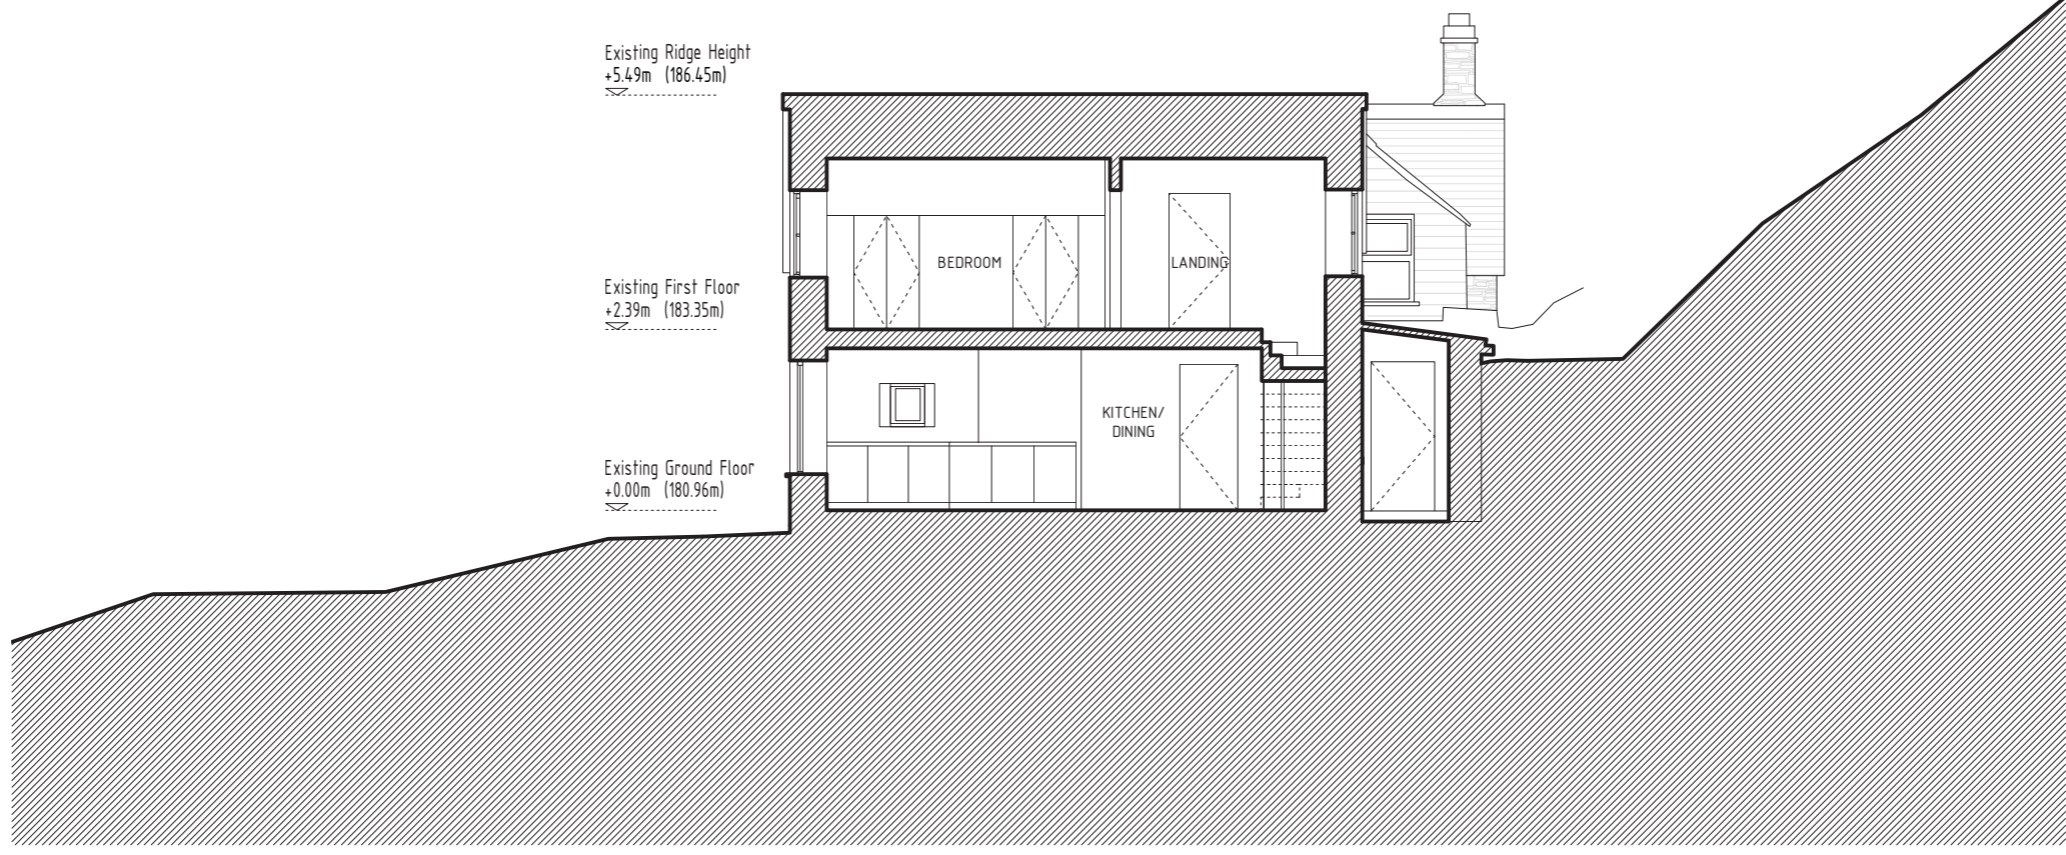 Existing Ridge Height
+5.49m (186.45m)
BEDROOM
LANDING
Existing First Floor
+2.39m (183.35m)
KITCHEN/
DINING
Existing Ground Floor
+0.00m (180.96m)